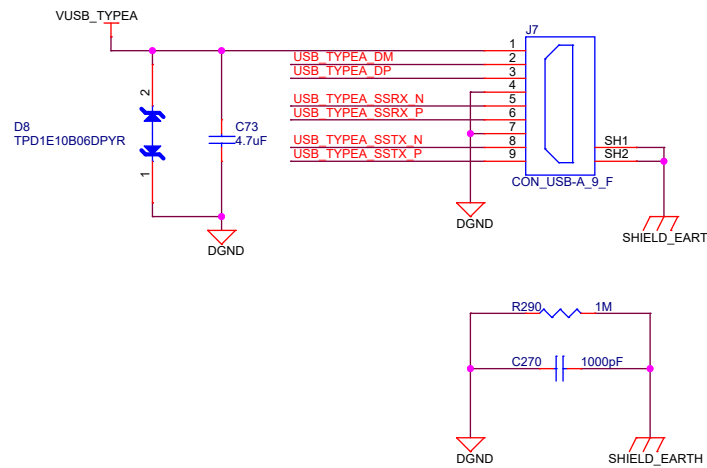 VUSB_TYPEA
J7
1
USB_TYPEA_DM 2
USB_TYPEA_DP 3
4
USB_TYPEA_SSRX_N 5
USB_TYPEA_SSRX_P 6
7
USB_TYPEA_SSTX_N 8 SH1
USB_TYPEA_SSTX_P 9 SH2
CON_USB-A_9_F
2
D8
TPD1E10B06DPYR
1
C73
4.7uF
DGND
DGND
SHIELD_EART
R290 1M
C270 1000pF
DGND
SHIELD_EARTH